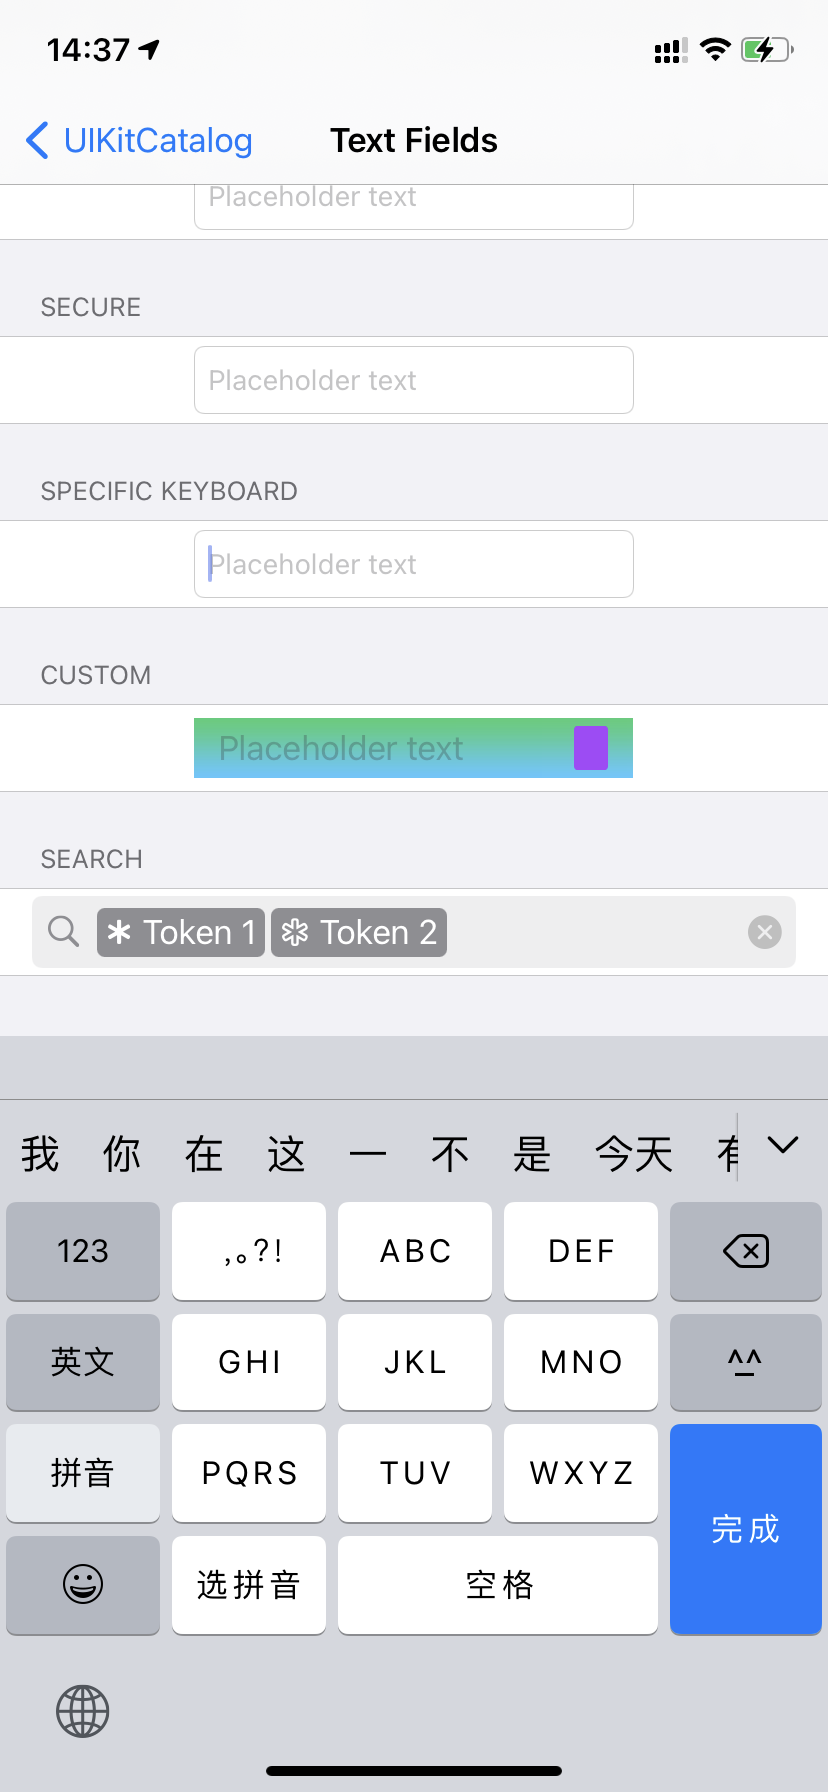 14:37
UIKitCatalog Text Fields
Placeholder text
SECURE
Placeholder text
SPECIFIC KEYBOARD
Placeholder text
CUSTOM
Placeholder text
SEARCH
Token 1 Token 2
我 你 在 这 一 不 是 今天
123 ,。?! ABC DEF
英文 GHI JKL MNO ^^
拼音 PQRS TUV WXYZ
完成
选拼音 空格